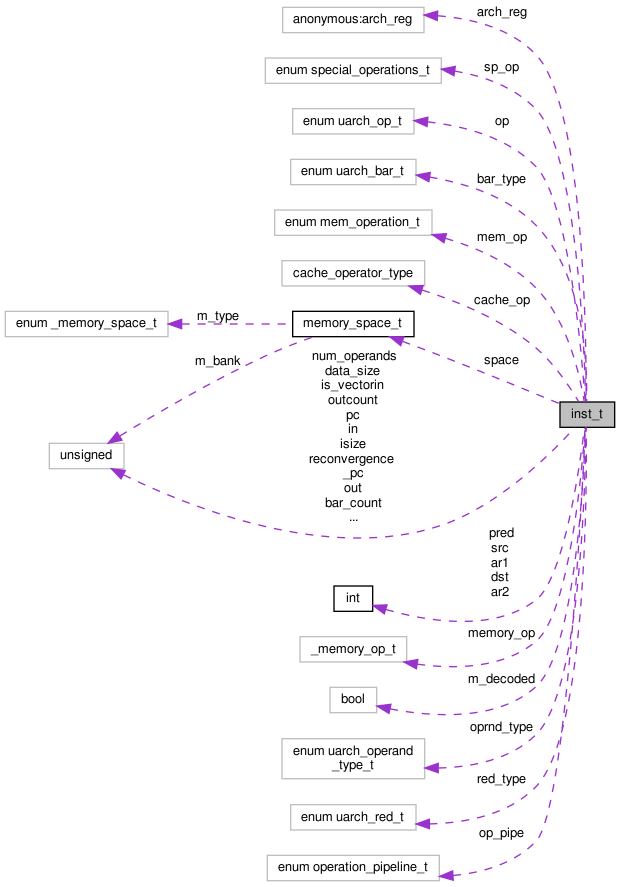 anonymous:arch_reg
arch_reg
enum special_operations_t
sp_op
enum uarch_op_t
op
enum uarch_bar_t
bar_type
enum mem_operation_t
mem_op
cache_operator_type
cache_op
enum _memory_space_t
m_type
memory_space_t
space
m_bank
unsigned
num_operands
data_size
is_vectorin
outcount
pc
in
isize
reconvergence
_pc
out
bar_count
...
inst_t
int
pred
src
ar1
dst
ar2
_memory_op_t
memory_op
bool
m_decoded
enum uarch_operand
_type_t
oprnd_type
enum uarch_red_t
red_type
enum operation_pipeline_t
op_pipe